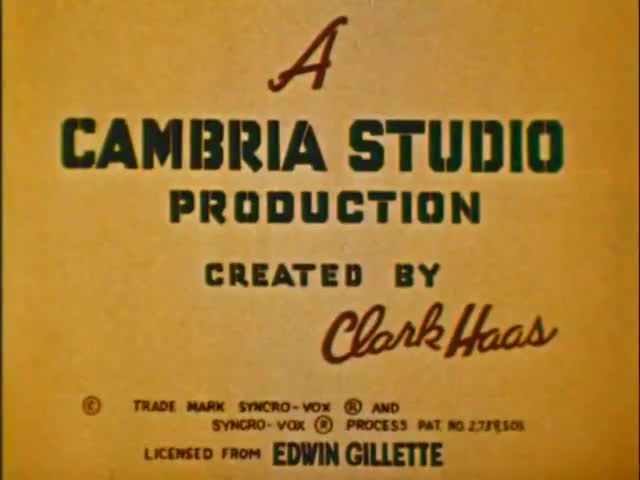 A
CAMBRIA STUDIO
PRODUCTION
CREATED BY
Clark Haas
© TRADE MARK SYNCRO-VOX ® AND
SYNCRO-VOX ® PROCESS PAT. NO. 2,739,505
LICENSED FROM EDWIN GILLETTE